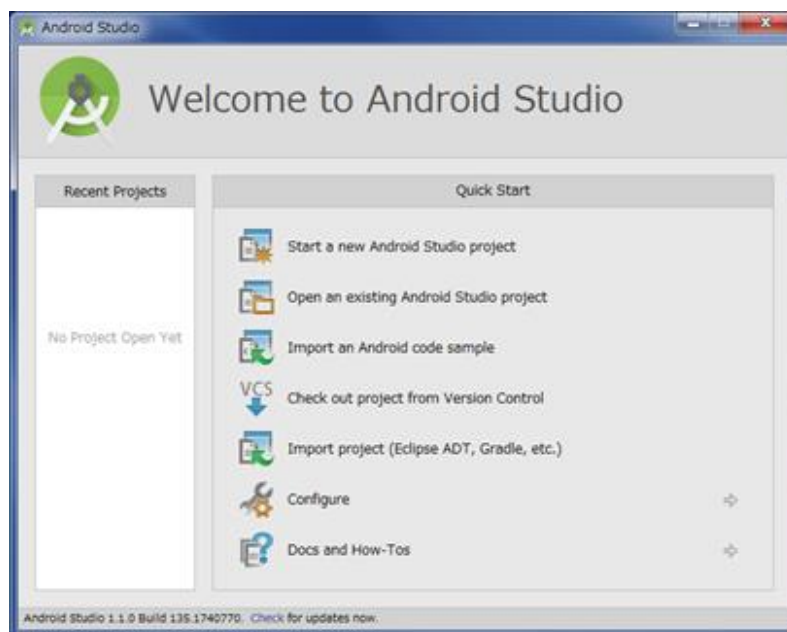 Android Studio
Welcome to Android Studio
Recent Projects
No Project Open Yet
Quick Start
Start a new Android Studio project
Open an existing Android Studio project
Import an Android code sample
VCS
Check out project from Version Control
Import project (Eclipse ADT, Gradle, etc.)
Configure
Docs and How-Tos
Android Studio 1.1.0 Build 135.1740770. Check for updates now.